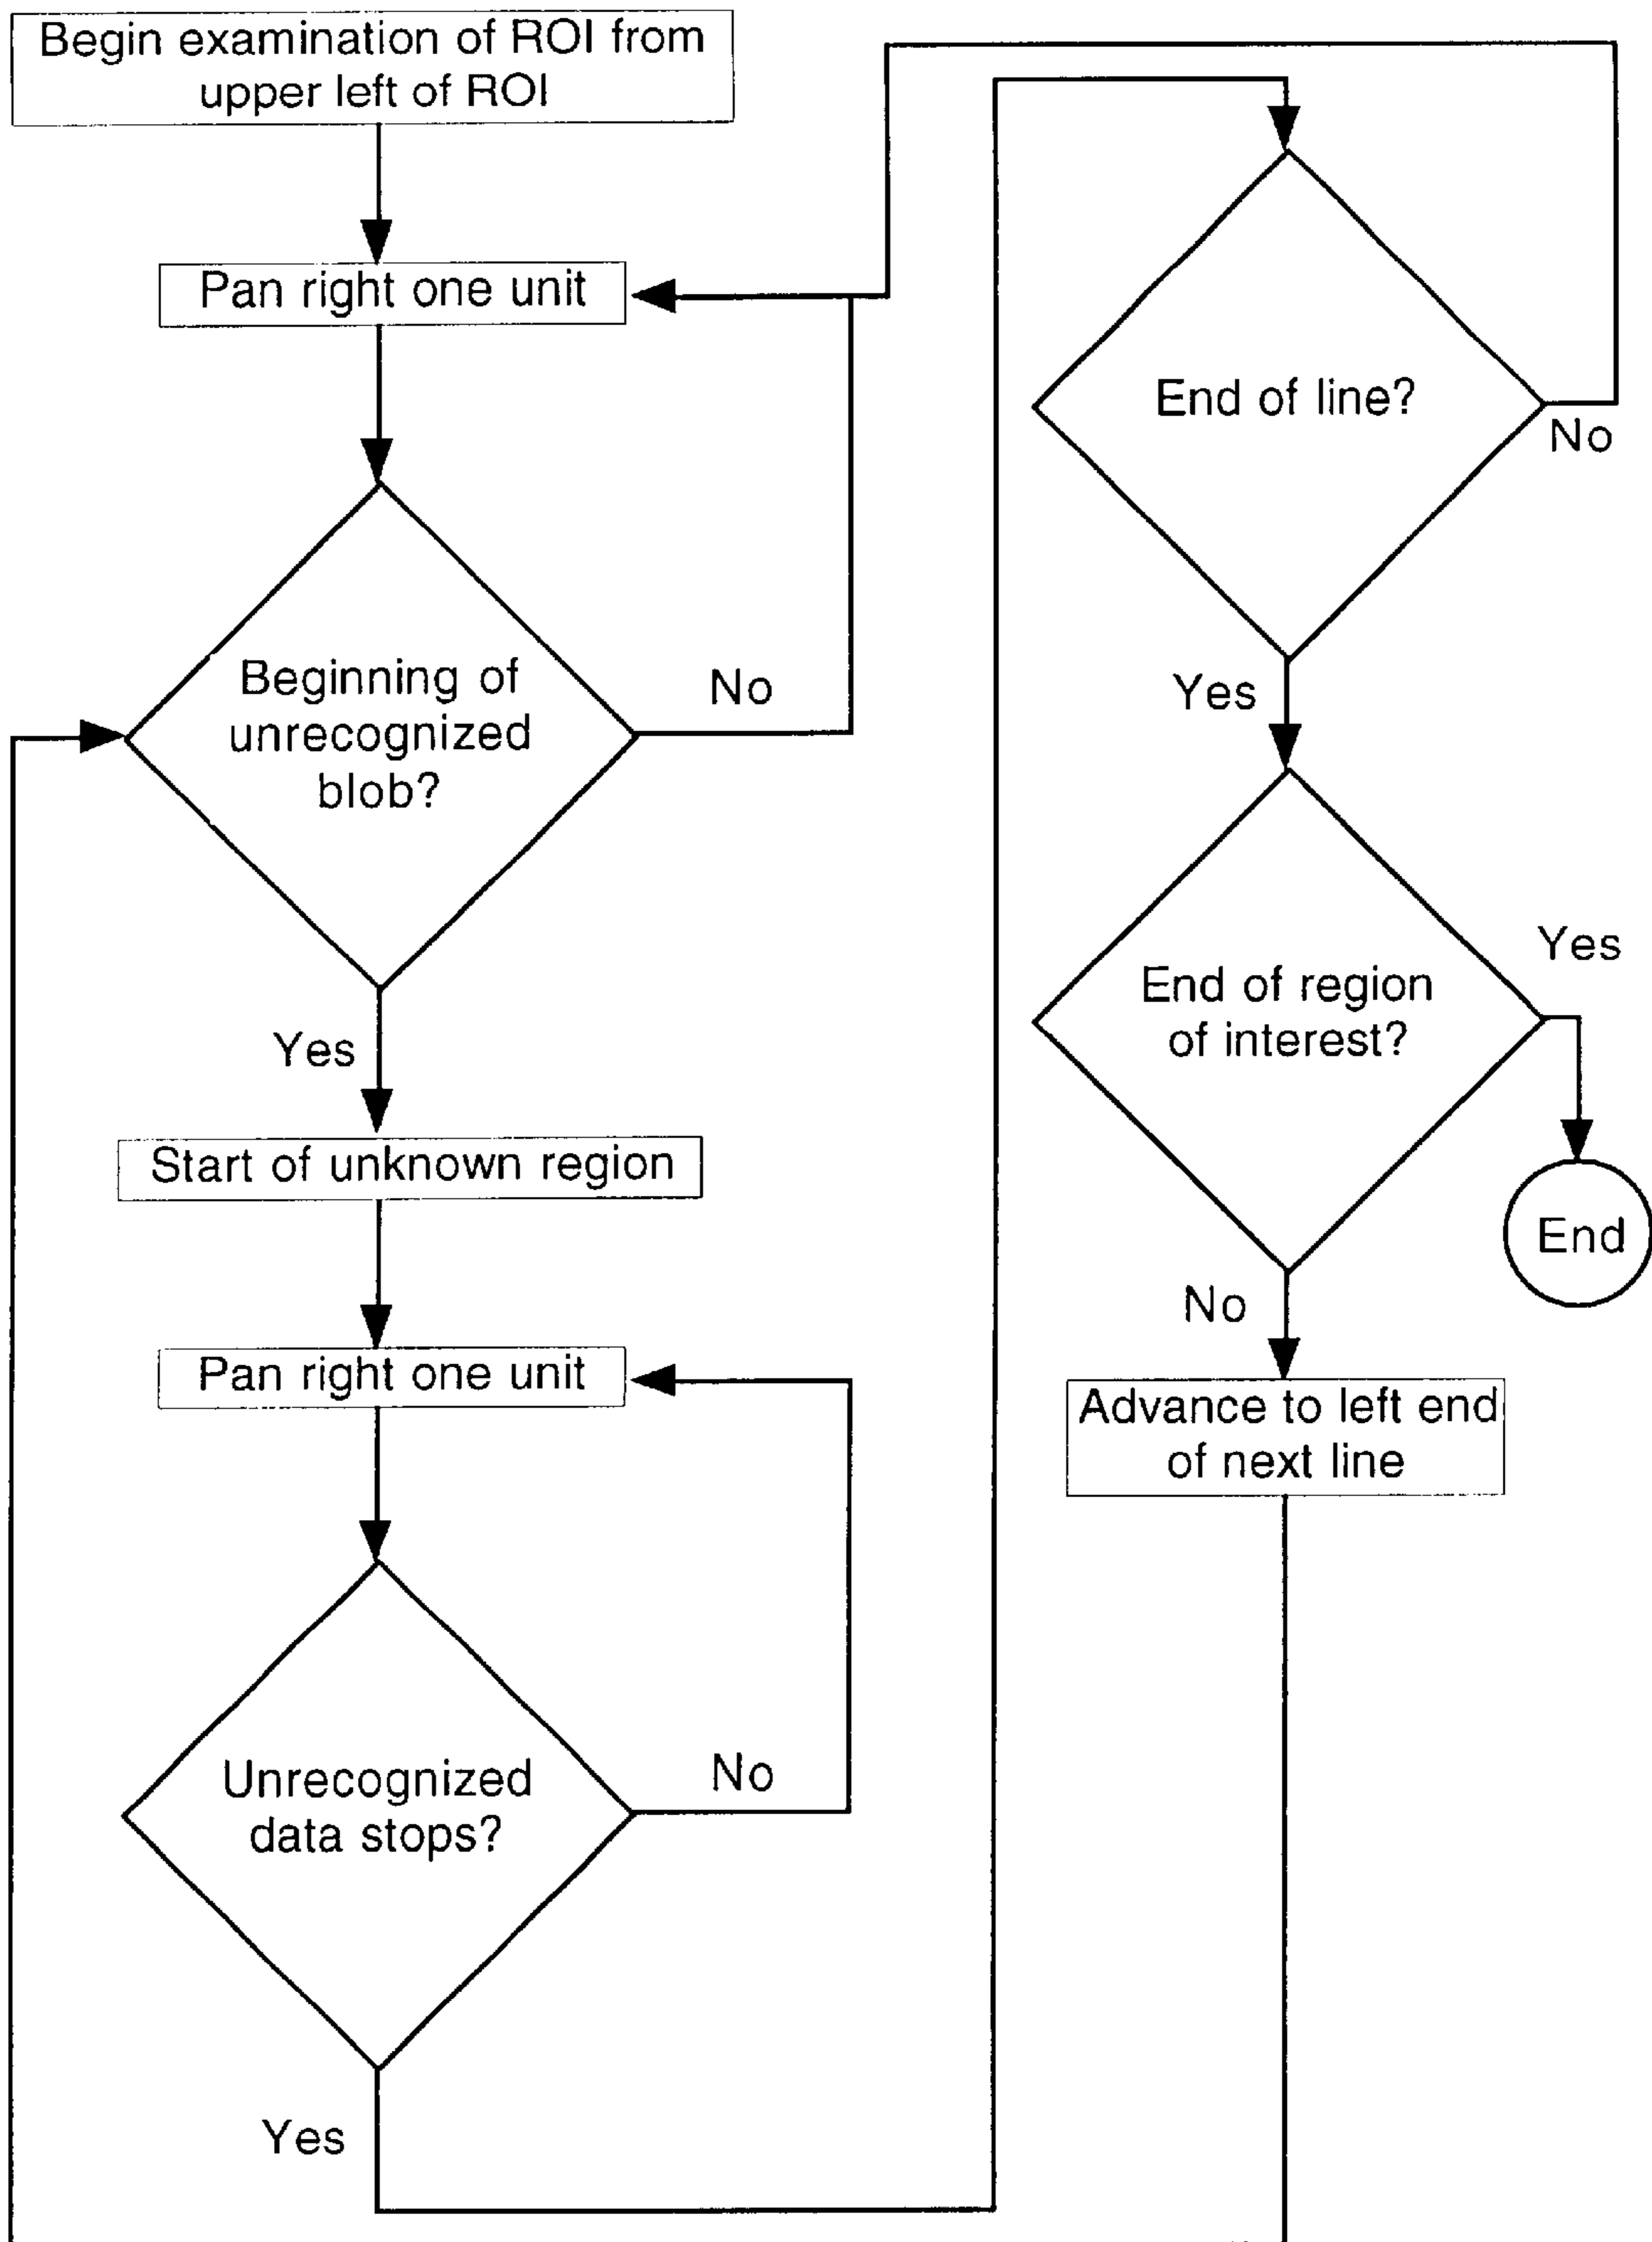 Begin examination of ROI from
upper left of ROI
Pan right one unit
Beginning of
unrecognized
blob?
No
Yes
Start of unknown region
Pan right one unit
Unrecognized
data stops?
No
Yes
End of line?
No
Yes
End of region
of interest?
Yes
End
No
Advance to left end
of next line